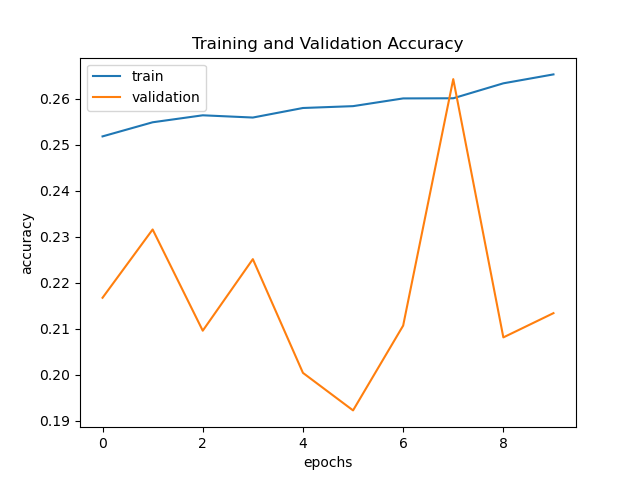 Training and Validation Accuracy
train
validation
0.26
0.25
0.24
0.23
0.22
0.21
0.20
0.19
accuracy
0 2 4 6 8
epochs